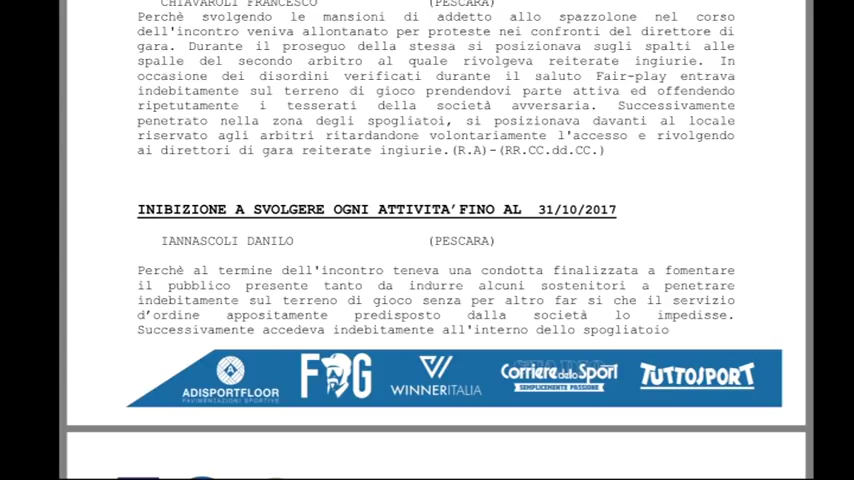 CHIAVAROLI FRANCESCO (PESCARA)
Perchè svolgendo le mansioni di addetto allo spazzolone nel corso
dell'incontro veniva allontanato per proteste nei confronti del direttore di
gara. Durante il proseguo della stessa si posizionava sugli spalti alle
spalle del secondo arbitro al quale rivolgeva reiterate ingiurie. In
occasione dei disordini verificati durante il saluto Fair-play entrava
indebitamente sul terreno di gioco prendendovi parte attiva ed offendendo
ripetutamente i tesserati della società avversaria. Successivamente
penetrato nella zona degli spogliatoi, si posizionava davanti al locale
riservato agli arbitri ritardandone volontariamente l'accesso e rivolgendo
ai direttori di gara reiterate ingiurie.(R.A)-(RR.CC.dd.CC.)
INIBIZIONE A SVOLGERE OGNI ATTIVITA'FINO AL 31/10/2017
IANNASCOLI DANILO (PESCARA)
Perchè al termine dell'incontro teneva una condotta finalizzata a fomentare
il pubblico presente tanto da indurre alcuni sostenitori a penetrare
indebitamente sul terreno di gioco senza per altro far si che il servizio
d'ordine appositamente predisposto dalla società lo impedisse.
Successivamente accedeva indebitamente all'interno dello spogliatoio
ADISPORTFLOOR
PAVIMENTAZIONI SPORTIVE
WINNERITALIA
Corriere dello Sport
STADIO
SEMPLICEMENTE PASSIONE
TUTTOSPORT